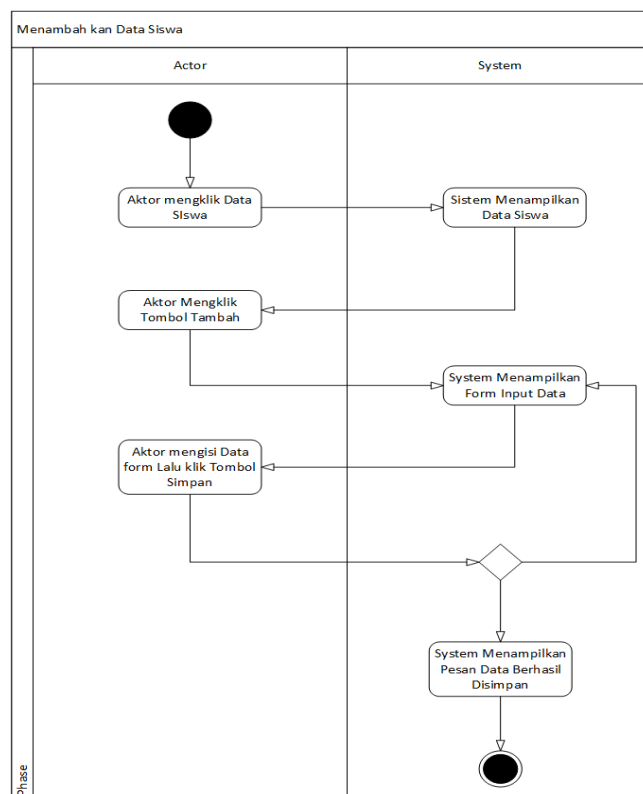 Menambah kan Data Siswa
Actor
System
Aktor mengklik Data
SIswa
Sistem Menampilkan
Data Siswa
Aktor Mengklik
Tombol Tambah
System Menampilkan
Form Input Data
Aktor mengisi Data
form Lalu klik Tombol
Simpan
System Menampilkan
Pesan Data Berhasil
Disimpan
Phase